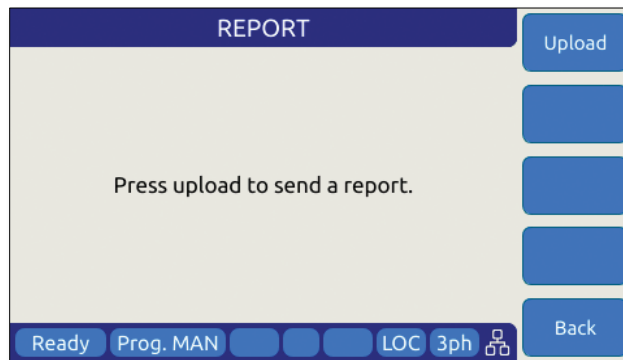 REPORT
Upload
Press upload to send a report.
Back
Ready Prog. MAN LOC 3ph